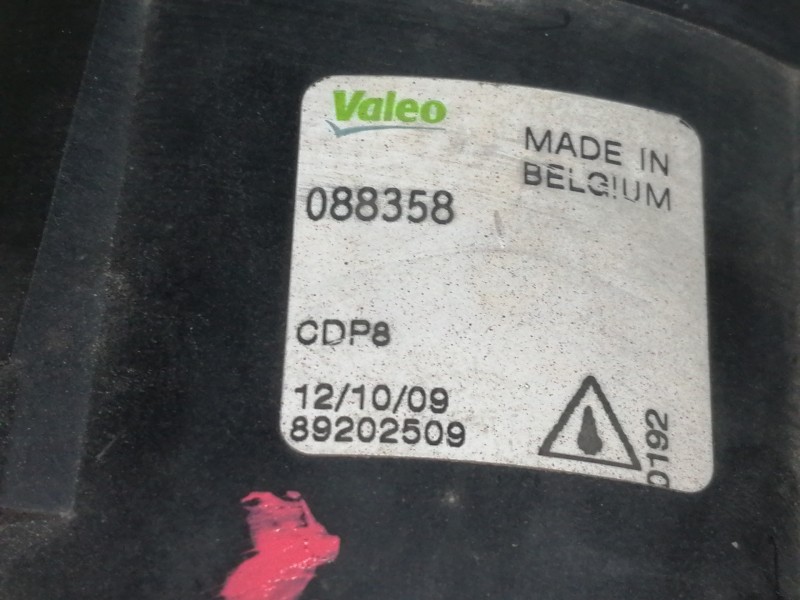 Valeo
MADE IN
BELGIUM
088358
CDP8
12/10/09
89202509
0192